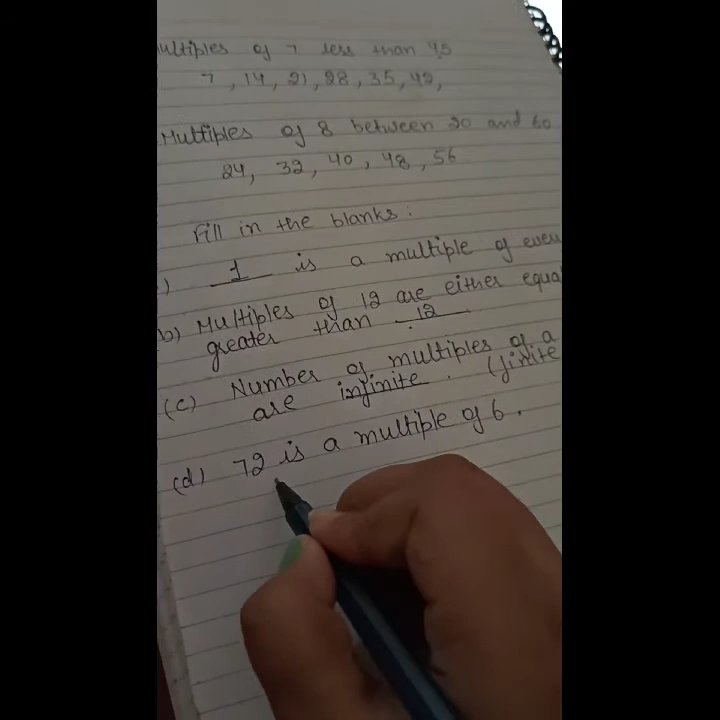 ultiples of 7 less than 45
7, 14, 21, 28, 35, 42,
Multiples of 8 between 20 and 60
24, 32, 40, 48, 56
Fill in the blanks:
) 1 is a multiple of ever
b) Multiples of 12 are either equa
greater than 12
(c) Number of multiples of a
are infinite. (finite
(d) 72 is a multiple of 6.